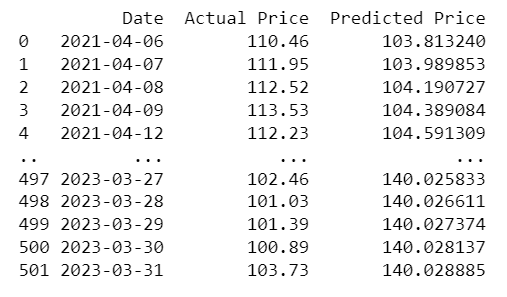 Date Actual Price Predicted Price
0 2021-04-06 110.46 103.813240
1 2021-04-07 111.95 103.989853
2 2021-04-08 112.52 104.190727
3 2021-04-09 113.53 104.389084
4 2021-04-12 112.23 104.591309
.. ... ... ...
497 2023-03-27 102.46 140.025833
498 2023-03-28 101.03 140.026611
499 2023-03-29 101.39 140.027374
500 2023-03-30 100.89 140.028137
501 2023-03-31 103.73 140.028885